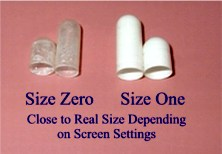 Size Zero Size One
Close to Real Size Depending
on Screen Settings